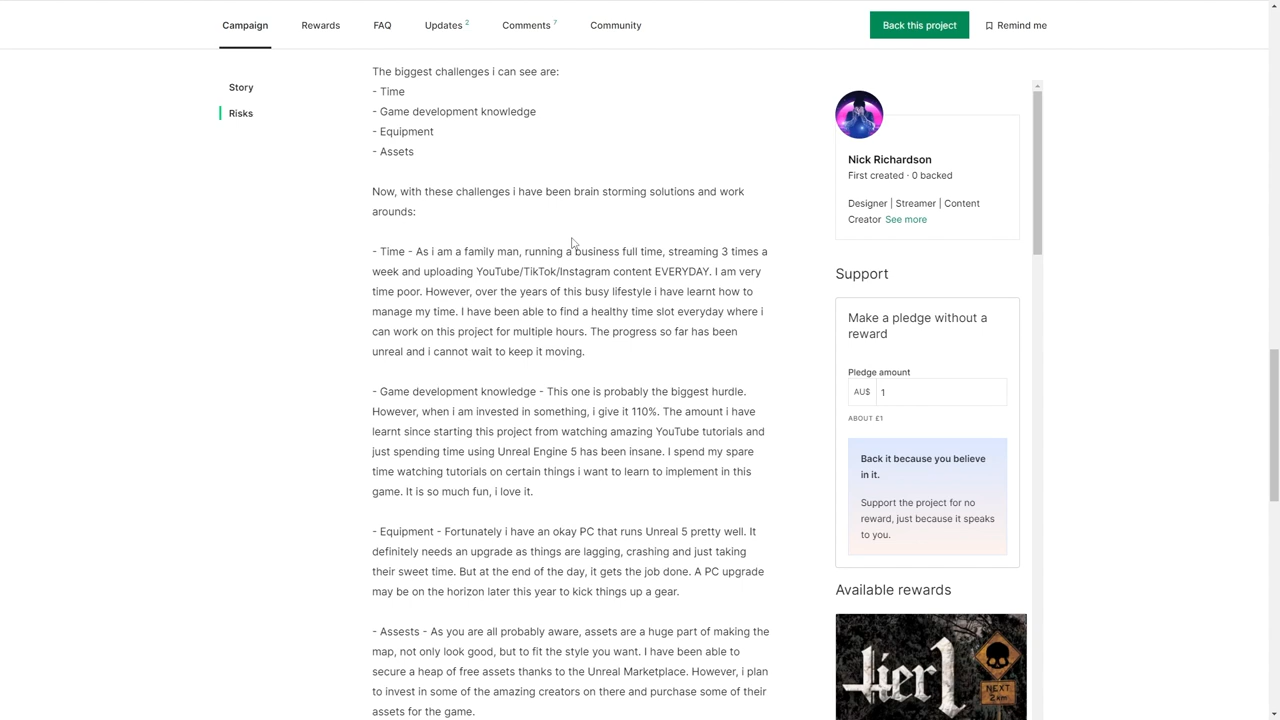 Campaign
Rewards
FAQ
Updates 2
Comments 7
Community
Back this project
Remind me
Story
Risks
The biggest challenges i can see are:
- Time
- Game development knowledge
- Equipment
- Assets
Now, with these challenges i have been brain storming solutions and work
arounds:
- Time - As i am a family man, running a business full time, streaming 3 times a
week and uploading YouTube/TikTok/Instagram content EVERYDAY. I am very
time poor. However, over the years of this busy lifestyle i have learnt how to
manage my time. I have been able to find a healthy time slot everyday where i
can work on this project for multiple hours. The progress so far has been
unreal and i cannot wait to keep it moving.
- Game development knowledge - This one is probably the biggest hurdle.
However, when i am invested in something, i give it 110%. The amount i have
learnt since starting this project from watching amazing YouTube tutorials and
just spending time using Unreal Engine 5 has been insane. I spend my spare
time watching tutorials on certain things i want to learn to implement in this
game. It is so much fun, i love it.
- Equipment - Fortunately i have an okay PC that runs Unreal 5 pretty well. It
definitely needs an upgrade as things are lagging, crashing and just taking
their sweet time. But at the end of the day, it gets the job done. A PC upgrade
may be on the horizon later this year to kick things up a gear.
- Assests - As you are all probably aware, assets are a huge part of making the
map, not only look good, but to fit the style you want. I have been able to
secure a heap of free assets thanks to the Unreal Marketplace. However, i plan
to invest in some of the amazing creators on there and purchase some of their
assets for the game.
Nick Richardson
First created · 0 backed
Designer | Streamer | Content
Creator See more
Support
Make a pledge without a
reward
Pledge amount
AU$ 1
ABOUT £1
Back it because you believe
in it.
Support the project for no
reward, just because it speaks
to you.
Available rewards
tier1
NEXT
2 km